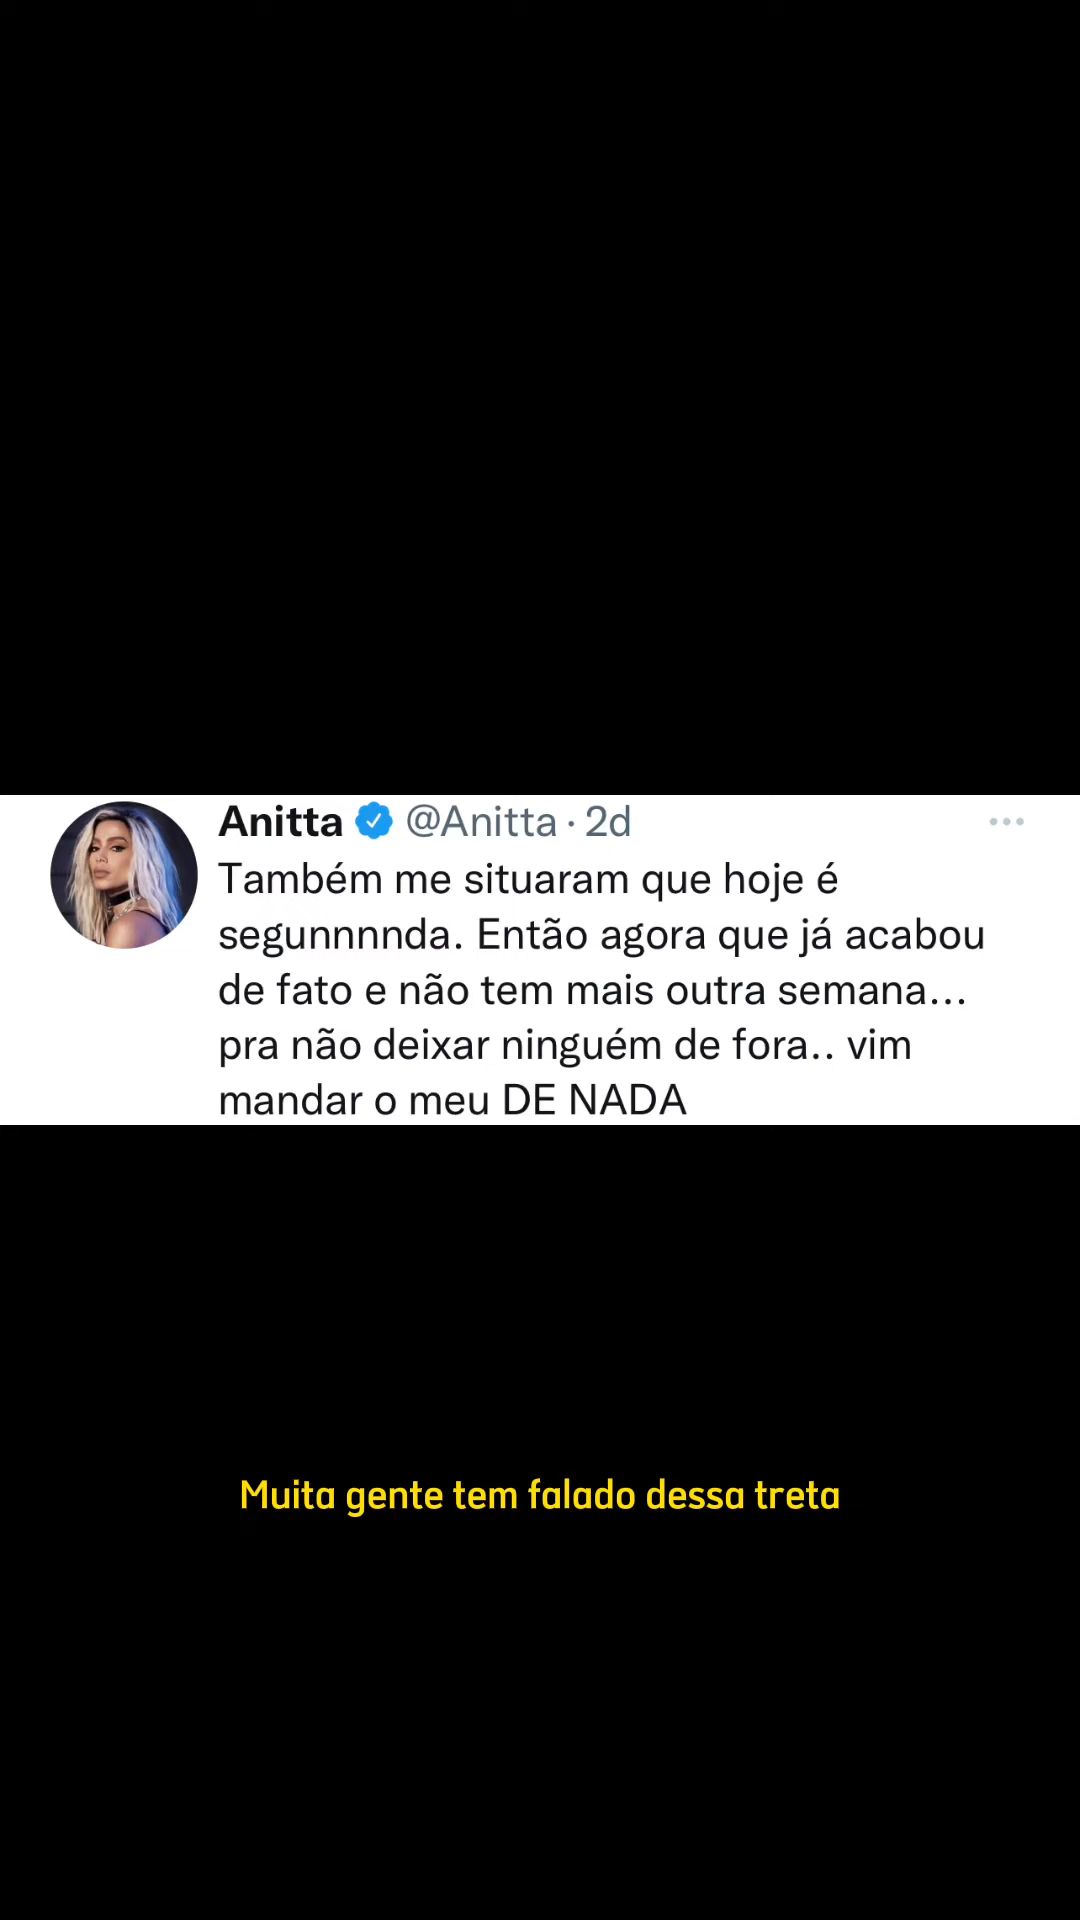 Anitta @Anitta · 2d
Também me situaram que hoje é
segunnnnda. Então agora que já acabou
de fato e não tem mais outra semana...
pra não deixar ninguém de fora.. vim
mandar o meu DE NADA
Muita gente tem falado dessa treta